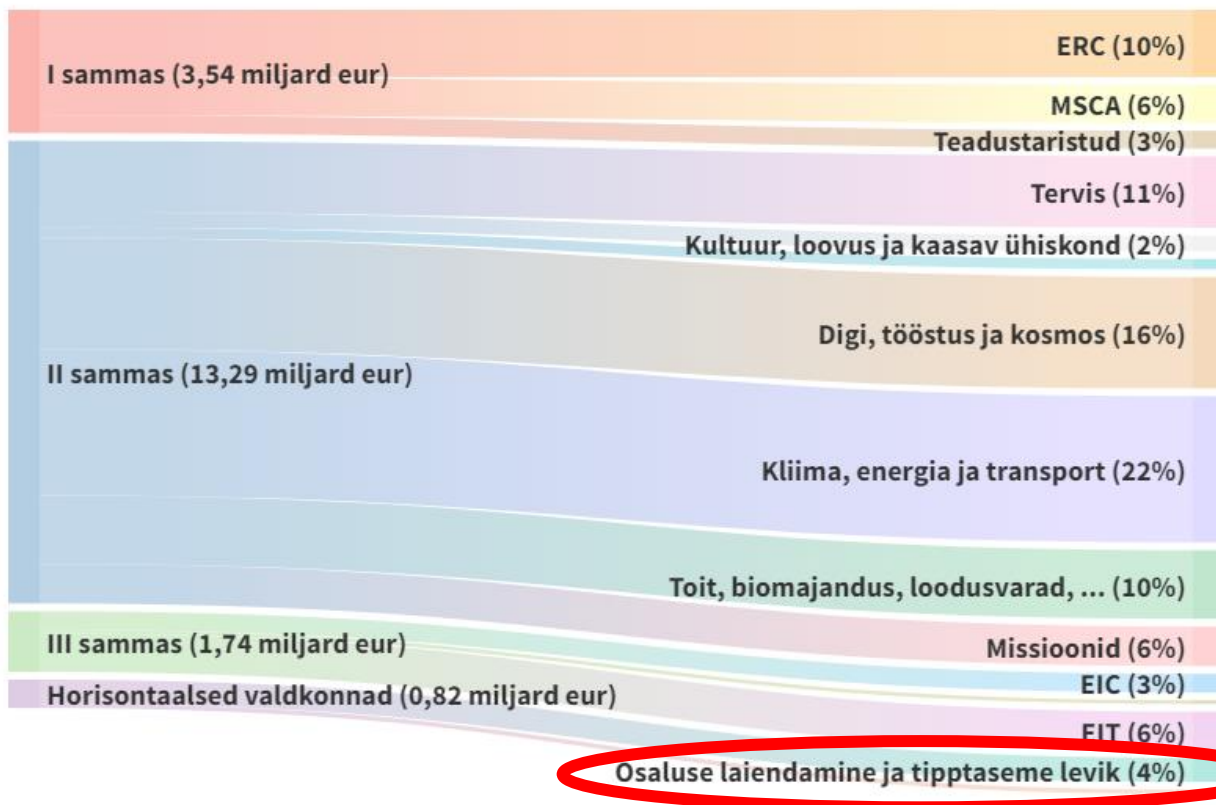 I sammas (3,54 miljard eur)
ERC (10%)
MSCA (6%)
Teadustaristud (3%)
Tervis (11%)
Kultuur, loovus ja kaasav ühiskond (2%)
Digi, tööstus ja kosmos (16%)
II sammas (13,29 miljard eur)
Kliima, energia ja transport (22%)
Toit, biomajandus, loodusvarad, ... (10%)
III sammas (1,74 miljard eur)
Missioonid (6%)
EIC (3%)
Horisontaalsed valdkonnad (0,82 miljard eur)
EIT (6%)
Osaluse laiendamine ja tipptaseme levik (4%)